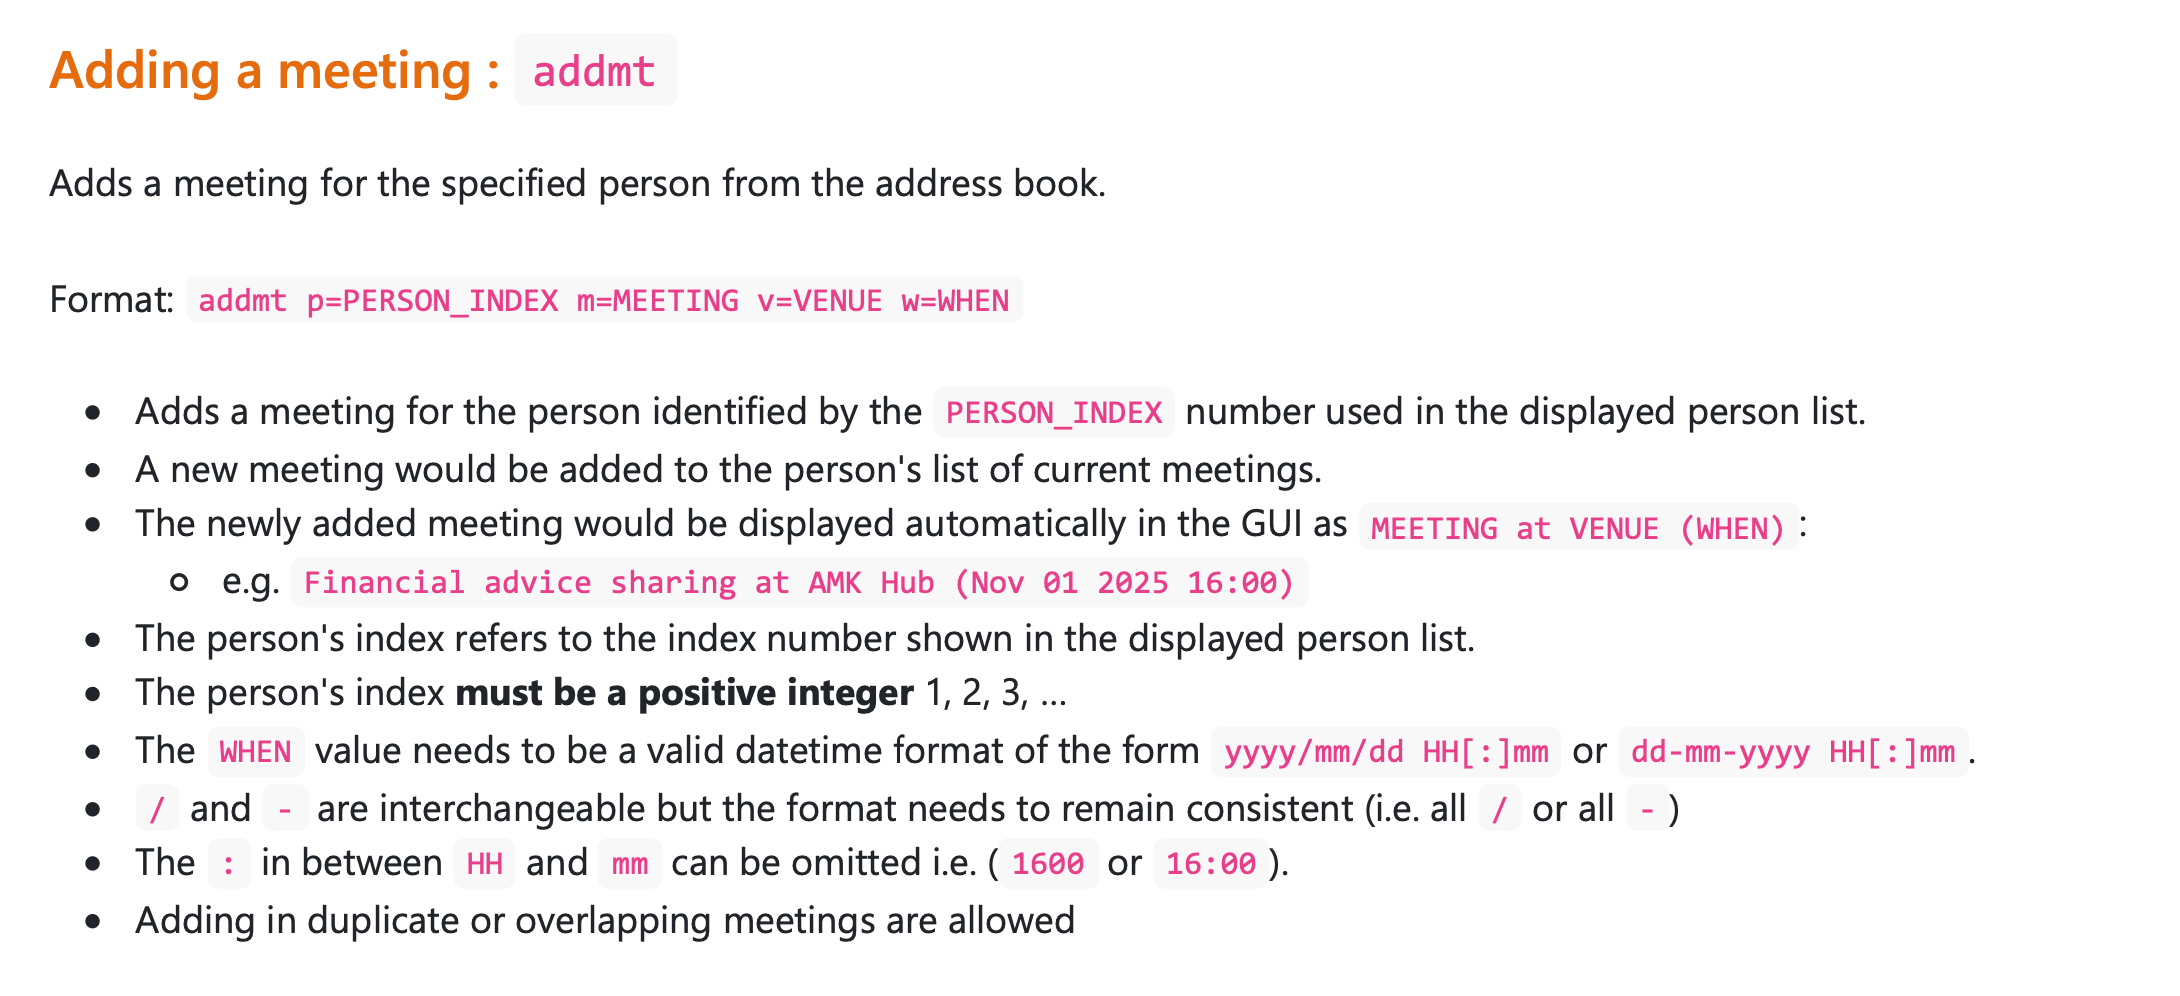 Adding a meeting : addmt
Adds a meeting for the specified person from the address book.
Format: addmt p=PERSON_INDEX m=MEETING v=VENUE w=WHEN
• Adds a meeting for the person identified by the PERSON_INDEX number used in the displayed person list.
• A new meeting would be added to the person's list of current meetings.
• The newly added meeting would be displayed automatically in the GUI as MEETING at VENUE (WHEN):
◦ e.g. Financial advice sharing at AMK Hub (Nov 01 2025 16:00)
• The person's index refers to the index number shown in the displayed person list.
• The person's index must be a positive integer 1, 2, 3, ...
• The WHEN value needs to be a valid datetime format of the form yyyy/mm/dd HH[:]mm or dd-mm-yyyy HH[:]mm.
• / and - are interchangeable but the format needs to remain consistent (i.e. all / or all -)
• The : in between HH and mm can be omitted i.e. (1600 or 16:00).
• Adding in duplicate or overlapping meetings are allowed